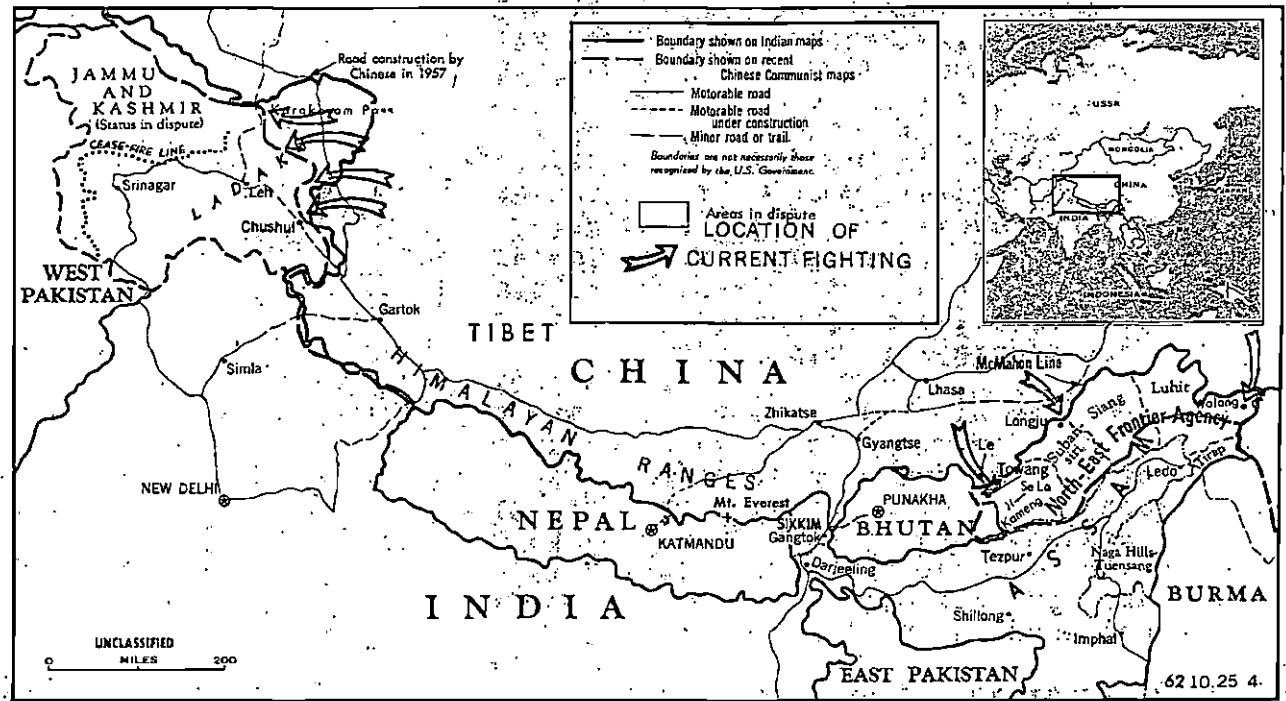 Road construction by
Chinese in 1957
JAMMU
AND
KASHMIR
(Status in dispute)
Karakoram Pass
CEASE-FIRE LINE
Srinagar
LADAK
Leh
Chushul
WEST
PAKISTAN
Gartok
Simla
NEW DELHI
Boundary shown on Indian maps
Boundary shown on recent
Chinese Communist maps
Motorable road
Motorable road
under construction
Minor road or trail
Boundaries are not necessarily those
recognized by the U.S. Government.
Areas in dispute
LOCATION OF
CURRENT FIGHTING
USSR
MONGOLIA
CHINA
INDIA
INDONESIA
TIBET
CHINA
HIMALAYAN RANGES
McMahon Line
Lhasa
Zhikatse
Gyangtse
Longju
Siang
Luhit
Walong
Le
Towang
Se La
Kameng
Suban-
siri
North-East Frontier Agency
Tirap
Ledo
Mt. Everest
NEPAL
KATMANDU
SIKKIM
Gangtok
PUNAKHA
BHUTAN
Darjeeling
Tezpur
ASSAM
Naga Hills
Tuensang
Shillong
Imphal
BURMA
INDIA
EAST PAKISTAN
UNCLASSIFIED
0 MILES 200
62 10.25 4